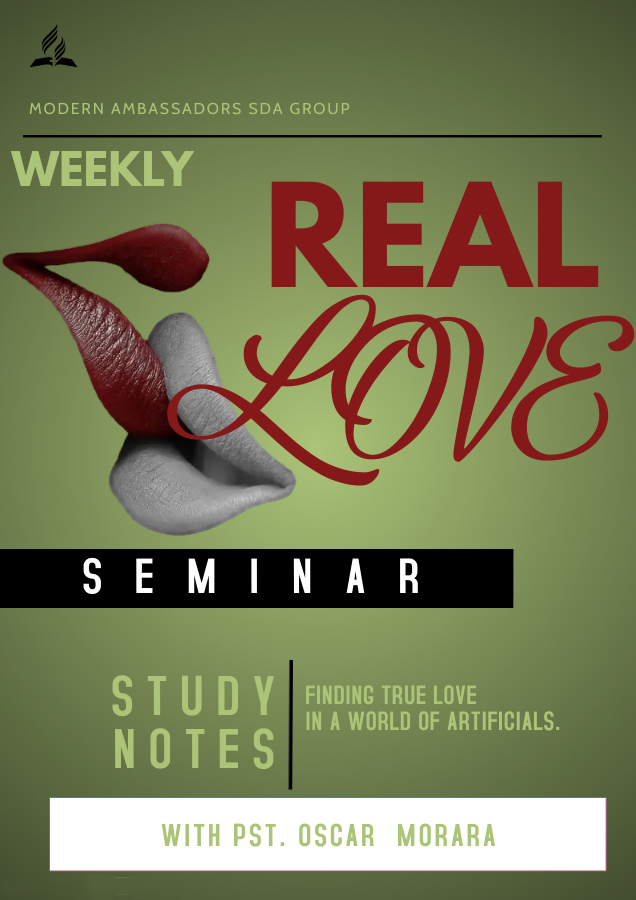 MODERN AMBASSADORS SDA GROUP
WEEKLY
REAL
LOVE
SEMINAR
STUDY
NOTES
FINDING TRUE LOVE
IN A WORLD OF ARTIFICIALS.
WITH PST. OSCAR MORARA